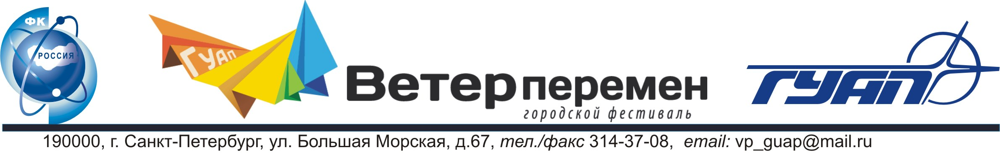 ФК
РОССИЯ
ГУАП
Ветер перемен
городской фестиваль
ГУАП
190000, г. Санкт-Петербург, ул. Большая Морская, д.67, тел./факс 314-37-08, email: vp_guap@mail.ru